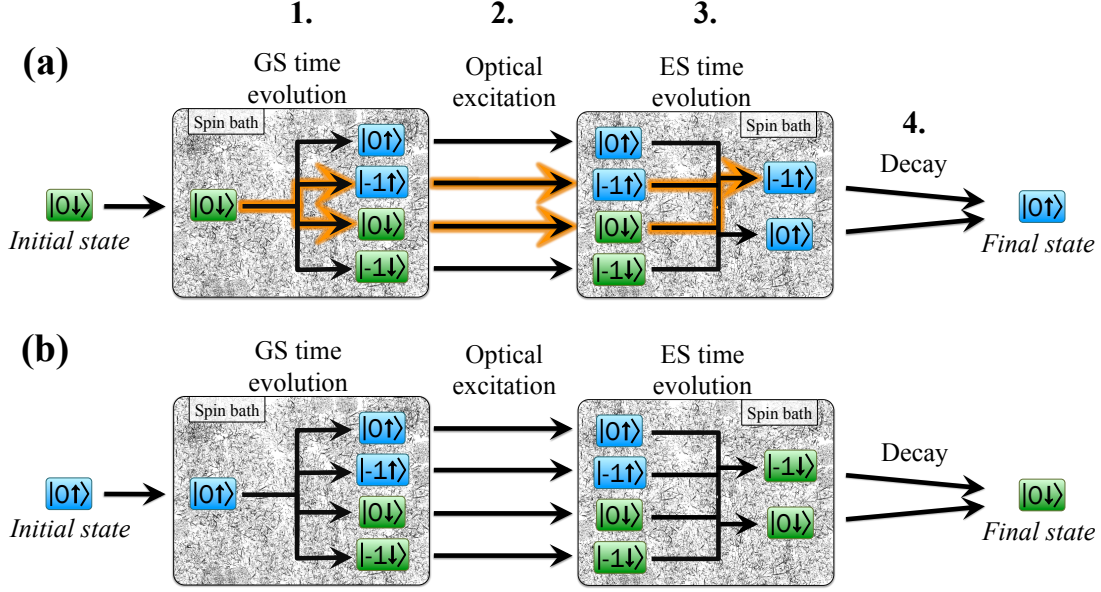 1. 2. 3.
(a)
GS time evolution
Optical excitation
ES time evolution
4.
Decay
Spin bath
Spin bath
|0↑⟩ |0↑⟩
|-1↑⟩ |-1↑⟩ |-1↑⟩
|0↓⟩ |0↓⟩ |0↓⟩ |0↓⟩ |0↑⟩ |0↑⟩
|-1↓⟩ |-1↓⟩
Initial state
Final state
(b)
GS time evolution
Optical excitation
ES time evolution
Decay
Spin bath
Spin bath
|0↑⟩ |0↑⟩
|-1↑⟩ |-1↑⟩ |-1↓⟩
|0↑⟩ |0↑⟩ |0↓⟩ |0↓⟩ |0↓⟩ |0↓⟩
|-1↓⟩ |-1↓⟩
Initial state
Final state